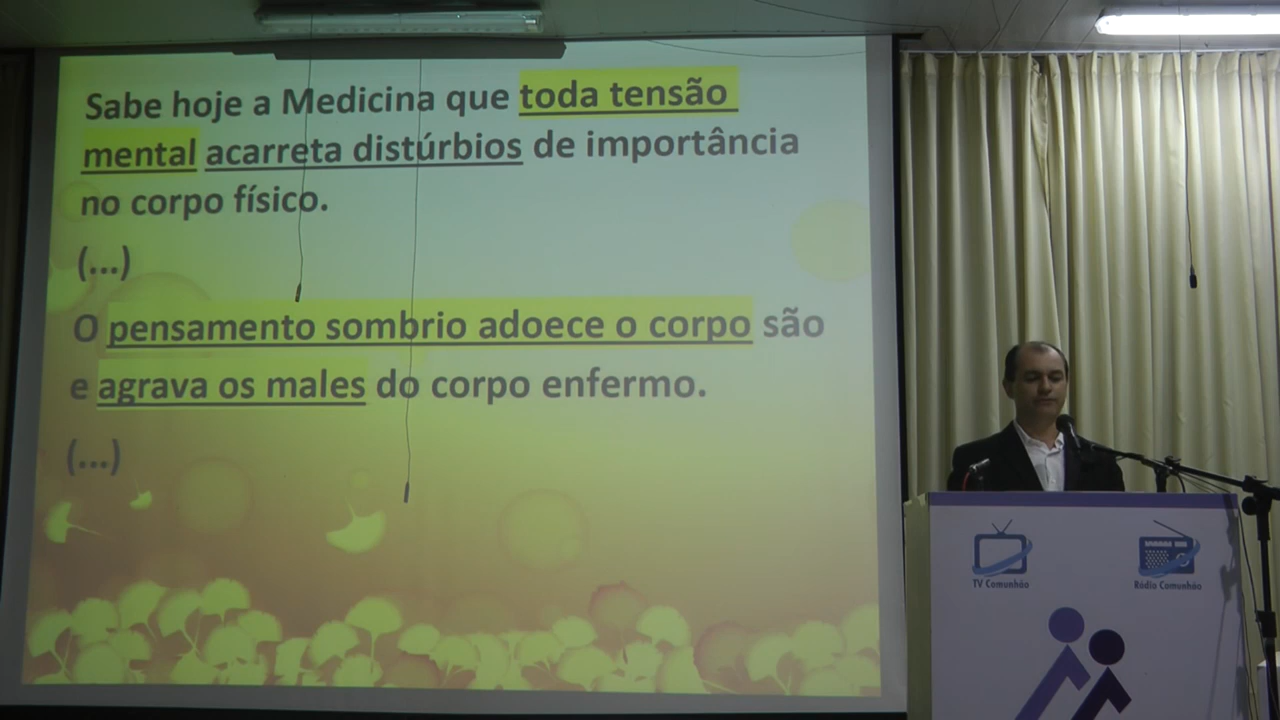 Sabe hoje a Medicina que toda tensão
mental acarreta distúrbios de importância
no corpo físico.
(...)
O pensamento sombrio adoece o corpo são
e agrava os males do corpo enfermo.
(...)
TV Comunhão
Rádio Comunhão